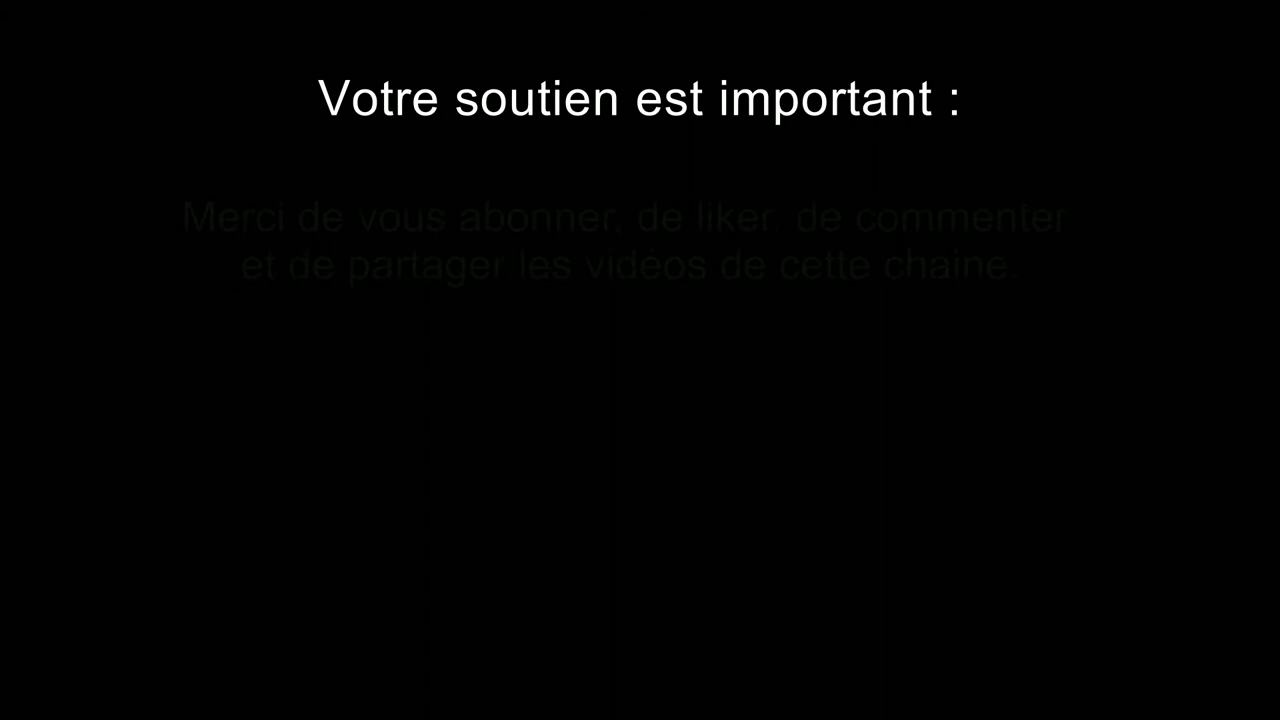 Votre soutien est important :
Merci de vous abonner, de liker, de commenter
et de partager les vidéos de cette chaine.